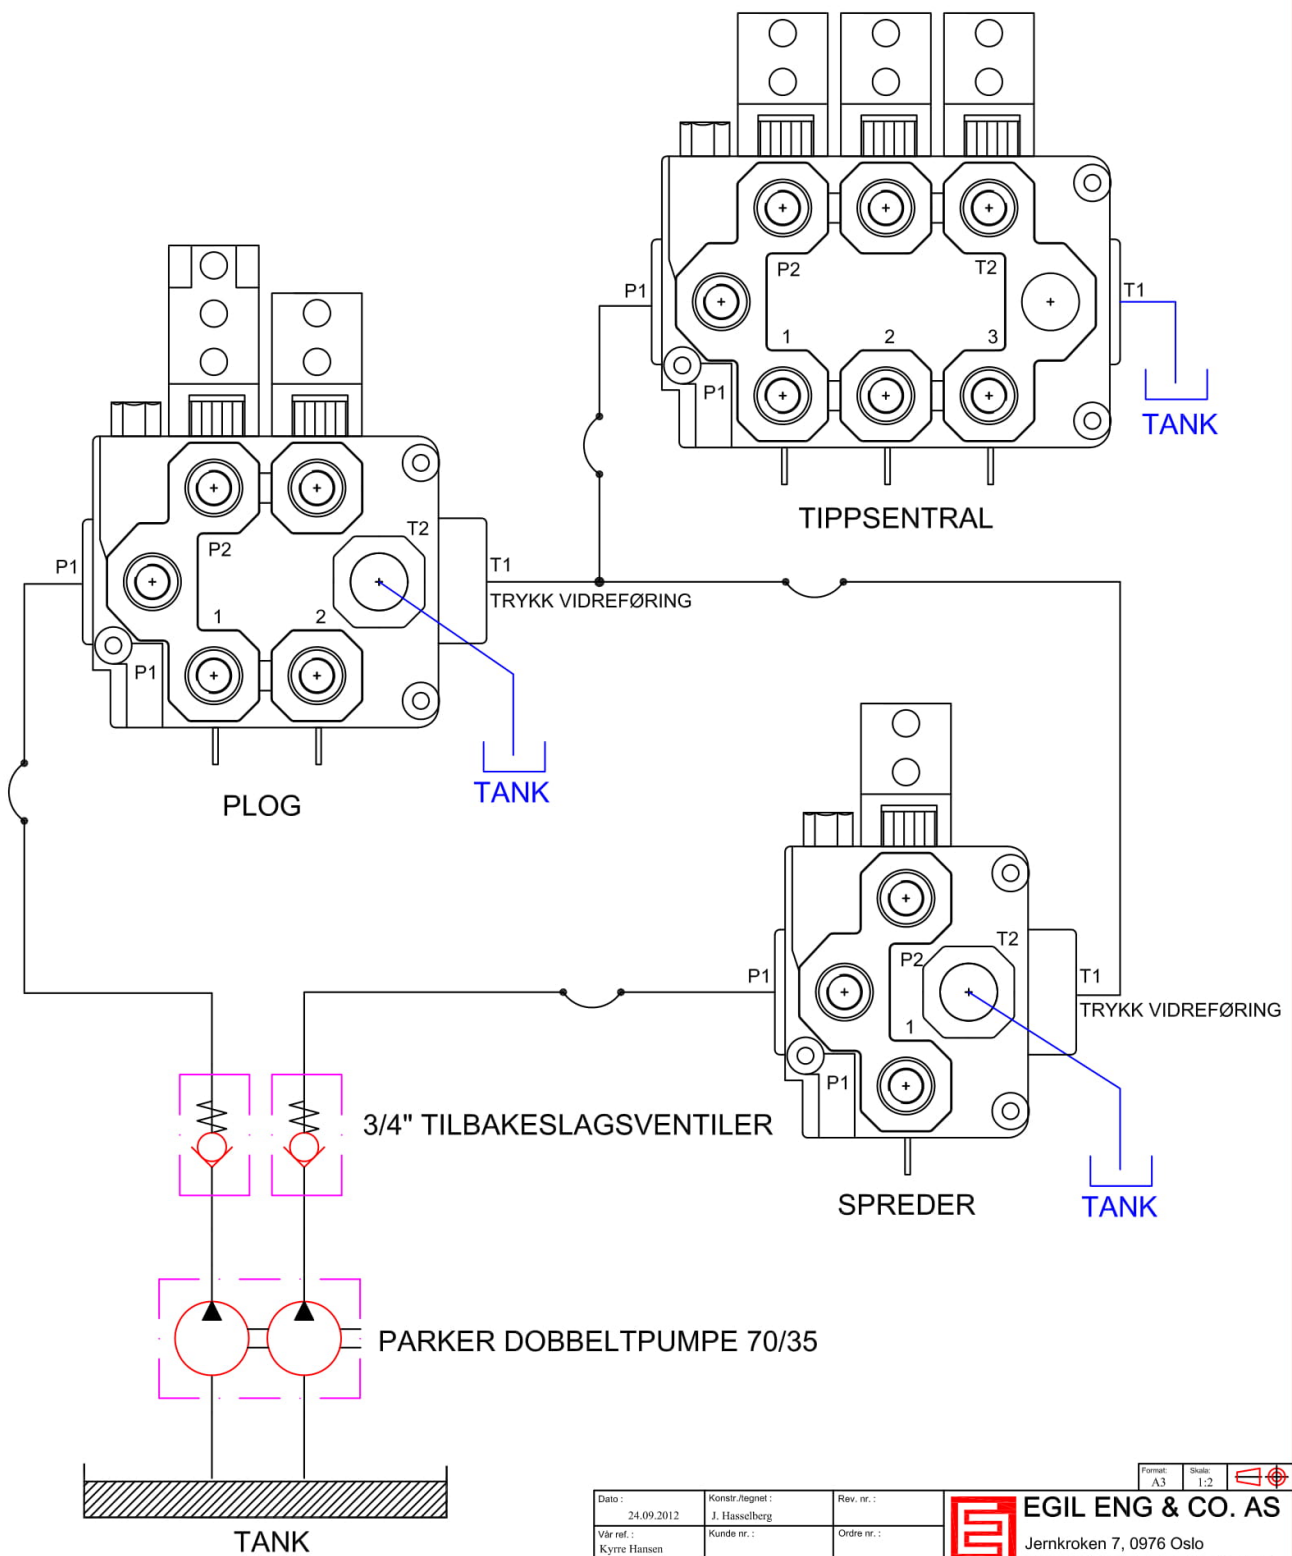 P2
T2
P1
T1
1
2
3
P1
TANK
TIPPSENTRAL
T2
P2
P1
T1
TRYKK VIDREFØRING
1
2
P1
TANK
PLOG
T2
P2
P1
T1
TRYKK VIDREFØRING
1
P1
3/4" TILBAKESLAGSVENTILER
SPREDER
TANK
PARKER DOBBELTPUMPE 70/35
TANK
Format:
A3
Skala:
1:2
Dato :
24.09.2012
Konstr./tegnet :
J. Hasselberg
Rev. nr. :
Vår ref. :
Kyrre Hansen
Kunde nr. :
Ordre nr. :
EGIL ENG & CO. AS
Jernkroken 7, 0976 Oslo